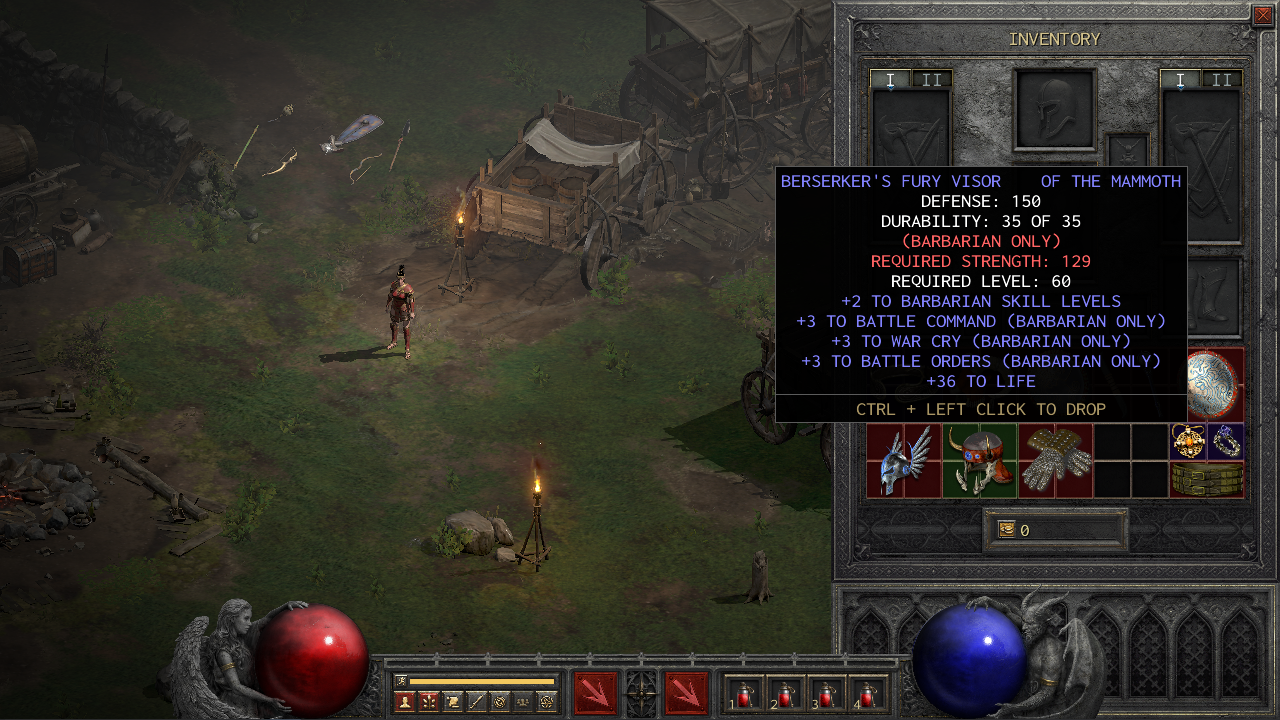 INVENTORY
I II
I II
BERSERKER'S FURY VISOR OF THE MAMMOTH
DEFENSE: 150
DURABILITY: 35 OF 35
(BARBARIAN ONLY)
REQUIRED STRENGTH: 129
REQUIRED LEVEL: 60
+2 TO BARBARIAN SKILL LEVELS
+3 TO BATTLE COMMAND (BARBARIAN ONLY)
+3 TO WAR CRY (BARBARIAN ONLY)
+3 TO BATTLE ORDERS (BARBARIAN ONLY)
+36 TO LIFE
CTRL + LEFT CLICK TO DROP
0
1 2 3 4